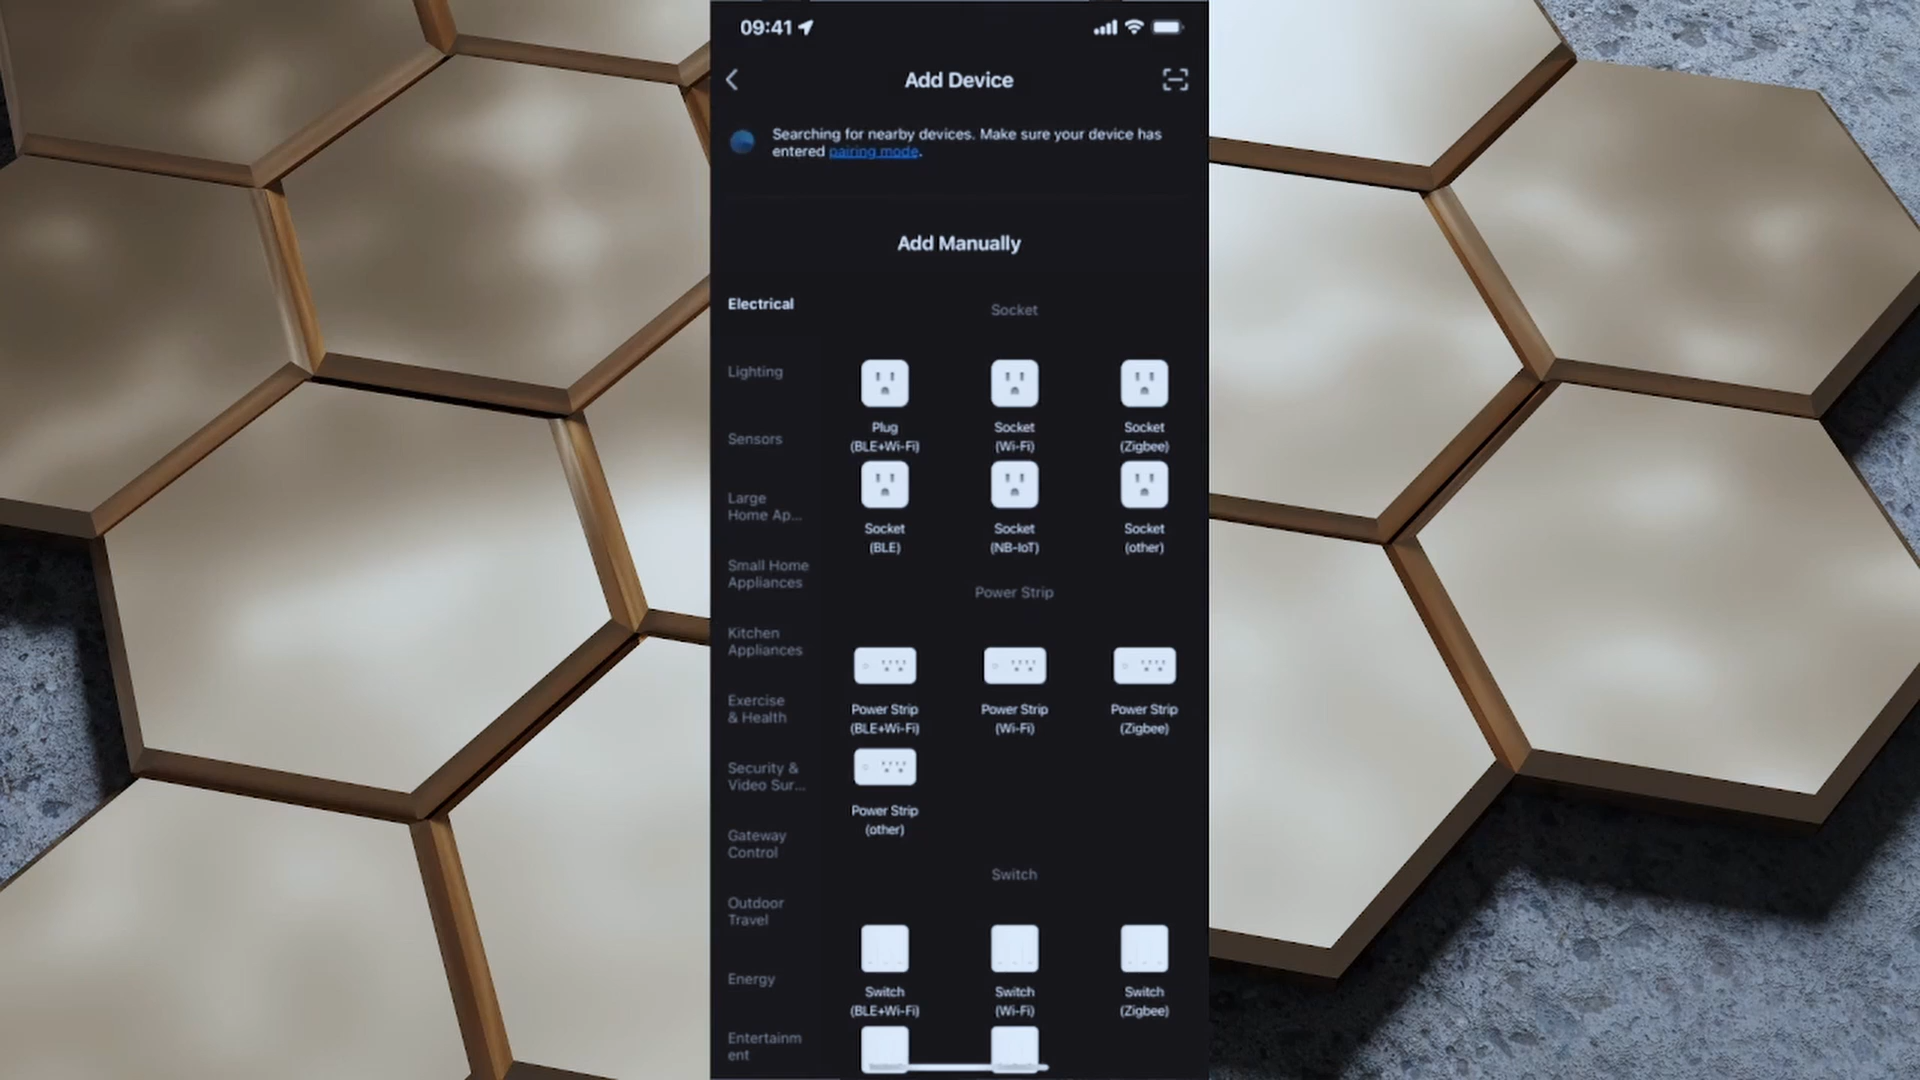 09:41
Add Device
Searching for nearby devices. Make sure your device has
entered pairing mode.
Add Manually
Electrical
Lighting
Sensors
Large
Home Ap...
Small Home
Appliances
Kitchen
Appliances
Exercise
& Health
Security &
Video Sur...
Gateway
Control
Outdoor
Travel
Energy
Entertainm
ent
Socket
Plug
(BLE+Wi-Fi)
Socket
(Wi-Fi)
Socket
(Zigbee)
Socket
(BLE)
Socket
(NB-IoT)
Socket
(other)
Power Strip
Power Strip
(BLE+Wi-Fi)
Power Strip
(Wi-Fi)
Power Strip
(Zigbee)
Power Strip
(other)
Switch
Switch
(BLE+Wi-Fi)
Switch
(Wi-Fi)
Switch
(Zigbee)